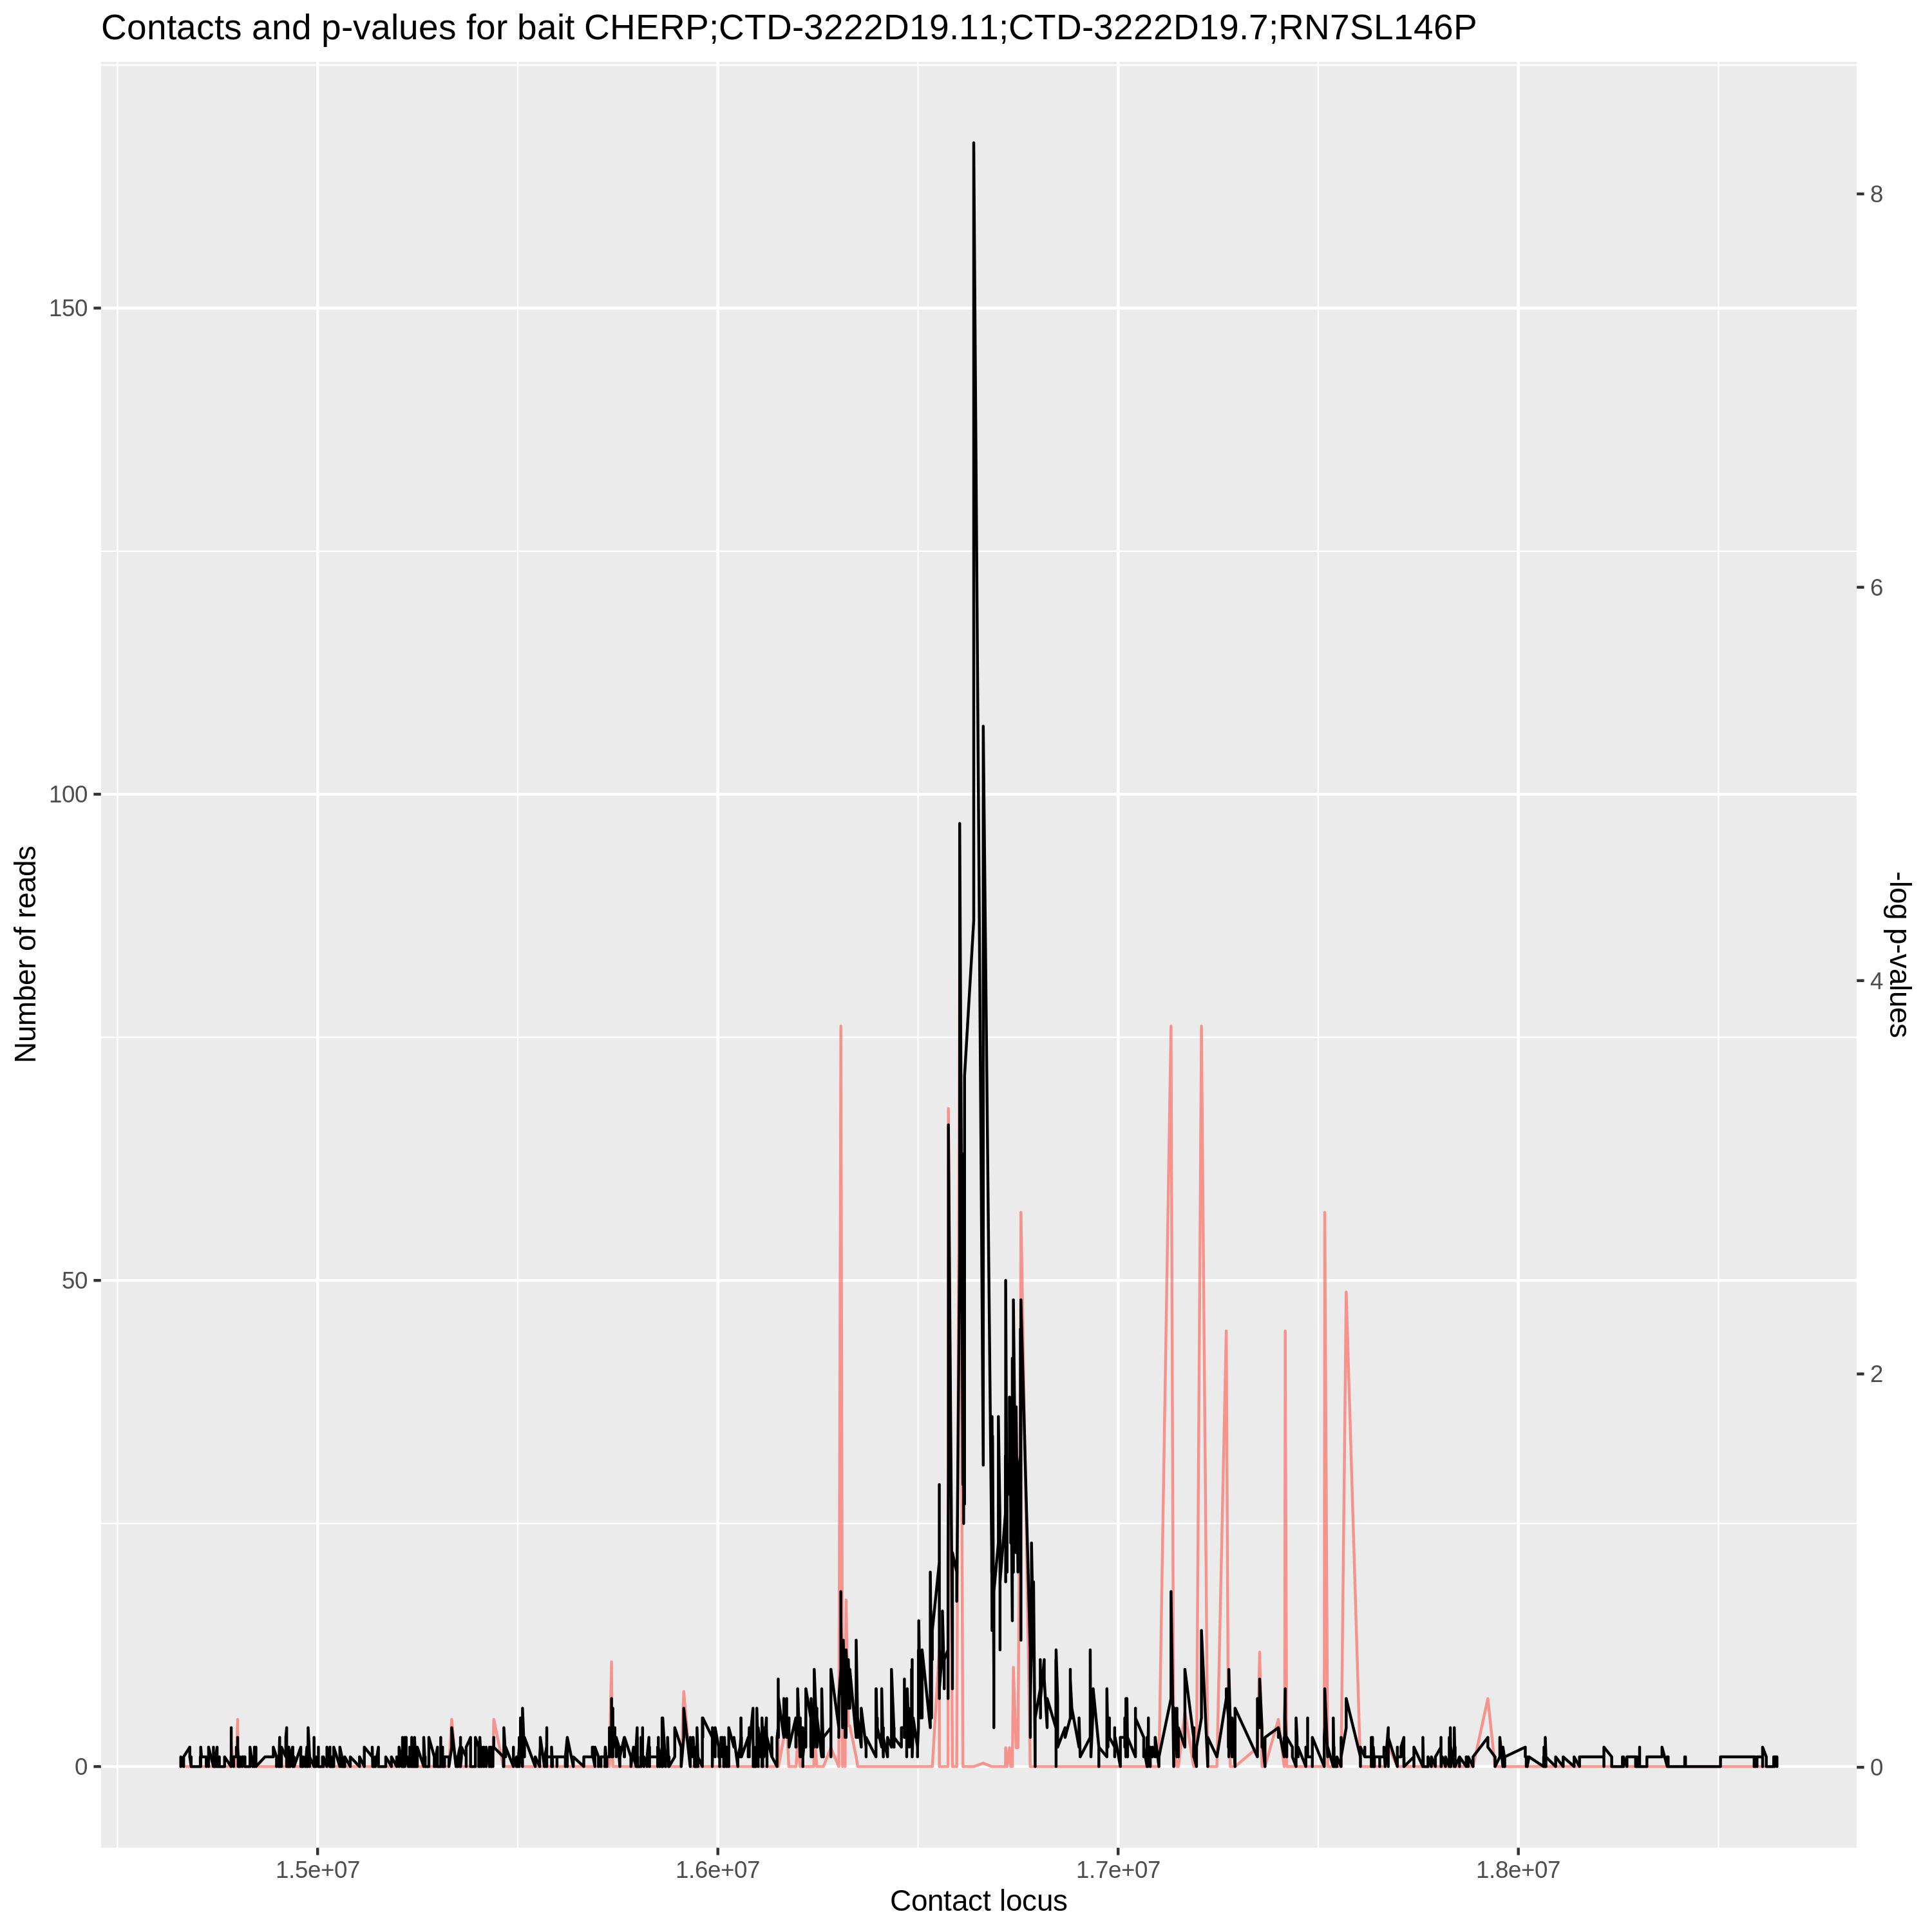 Contacts and p-values for bait CHERP;CTD-3222D19.11;CTD-3222D19.7;RN7SL146P
150
100
50
0
Number of reads
8
6
4
2
0
-log p-values
1.5e+07
1.6e+07
1.7e+07
1.8e+07
Contact locus